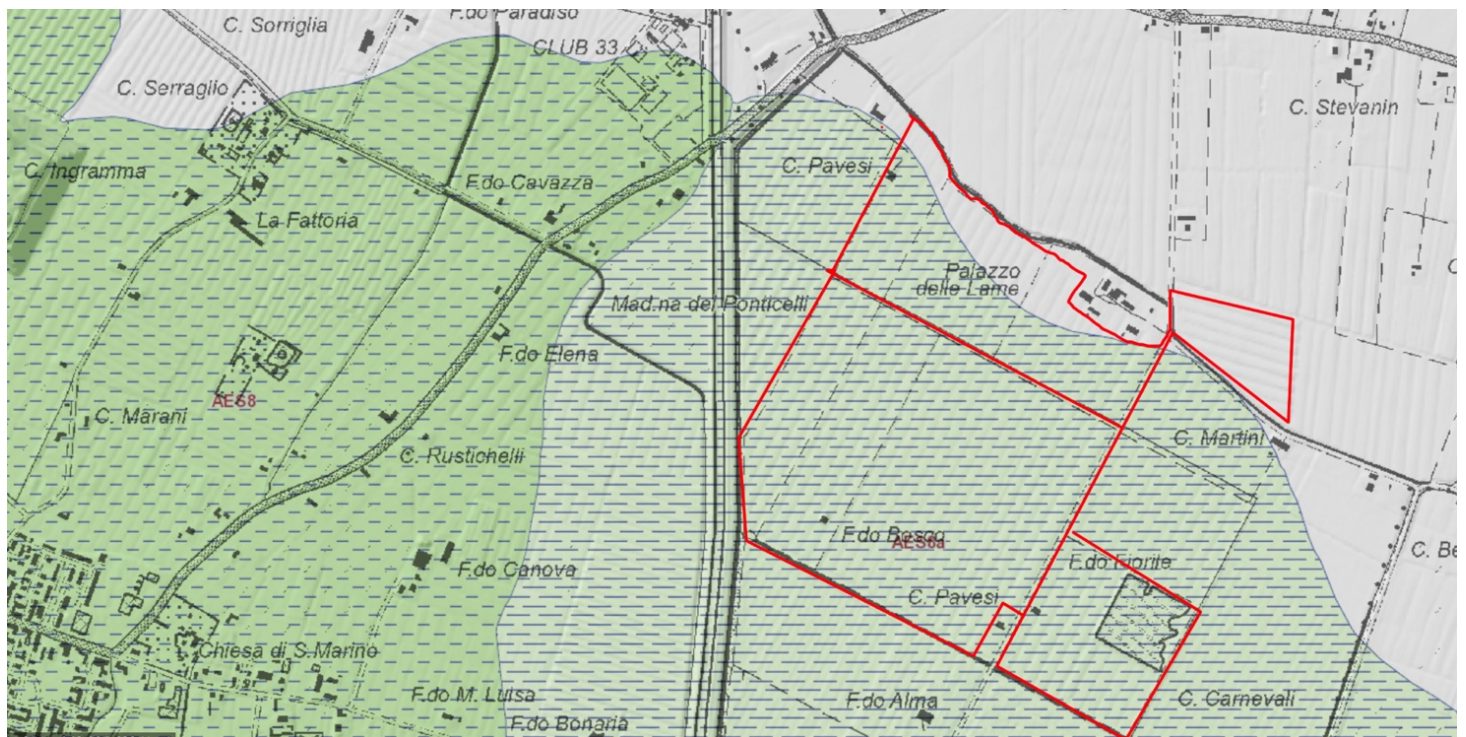 F.do Paradiso
C. Sorriglia
CLUB 33
C. Serraglio
C. Stevanin
C. Ingramma
C. Pavesi
F.do Cavazza
La Fattoria
Palazzo
delle Lame
Mad.na dei Ponticelli
F.do Elena
AES8
C. Marani
C. Rustichelli
C. Martini
F.do Bosco
AES8a
C. Be
F.do Fiorile
F.do Canova
C. Pavesi
Chiesa di S.Marino
F.do M. Luisa
F.do Alma
C. Carnevali
F.do Bonaria